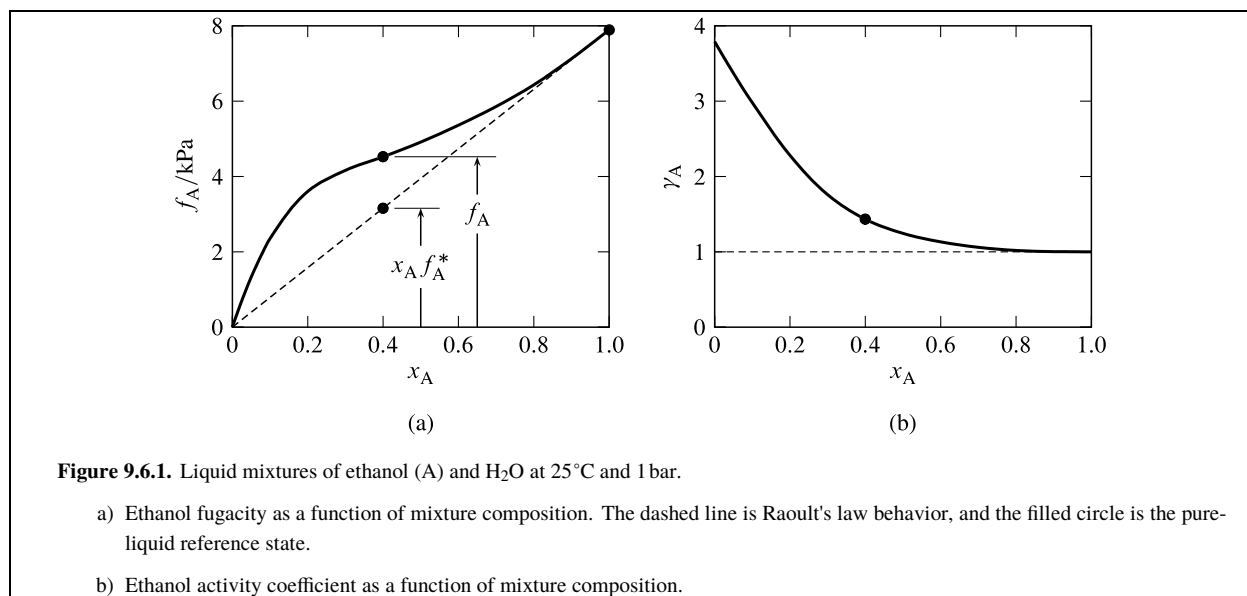 8
6
4
2
0
f_A/kPa
f_A
x_A f_A^*
0 0.2 0.4 0.6 0.8 1.0
x_A
(a)
4
3
2
1
0
γ_A
0 0.2 0.4 0.6 0.8 1.0
x_A
(b)
Figure 9.6.1. Liquid mixtures of ethanol (A) and H₂O at 25°C and 1 bar.
a) Ethanol fugacity as a function of mixture composition. The dashed line is Raoult's law behavior, and the filled circle is the pure-
liquid reference state.
b) Ethanol activity coefficient as a function of mixture composition.